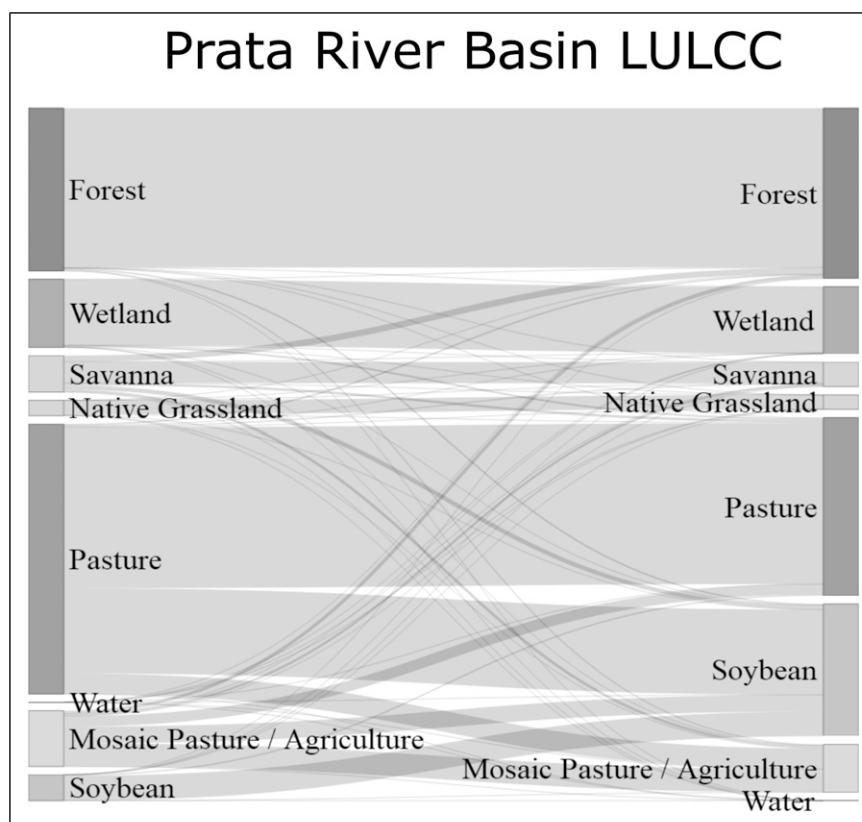 Prata River Basin LULCC
Forest
Wetland
Savanna
Native Grassland
Pasture
Water
Mosaic Pasture / Agriculture
Soybean
Forest
Wetland
Savanna
Native Grassland
Pasture
Soybean
Mosaic Pasture / Agriculture
Water